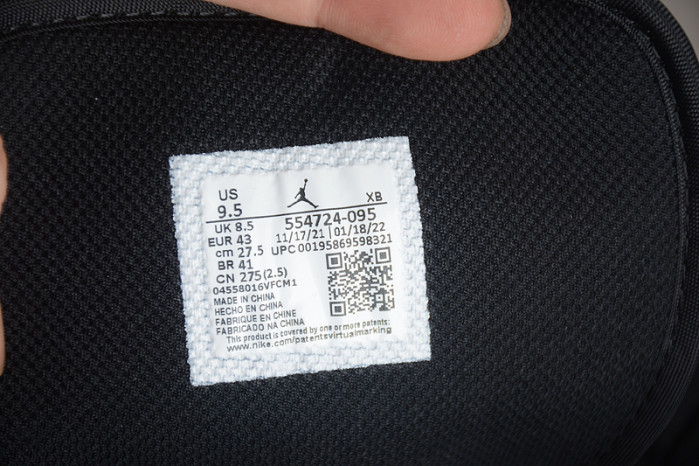 US XB
9.5
UK 8.5 554724-095
EUR 43 11/17/21 | 01/18/22
cm 27.5 UPC 00195869598321
BR 41
CN 275(2.5)
04558016VFCM1
MADE IN CHINA
HECHO EN CHINA
FABRIQUE EN CHINE
FABRICADO NA CHINA
This product is covered by one or more patents:
www.nike.com/patentsvirtualmarking